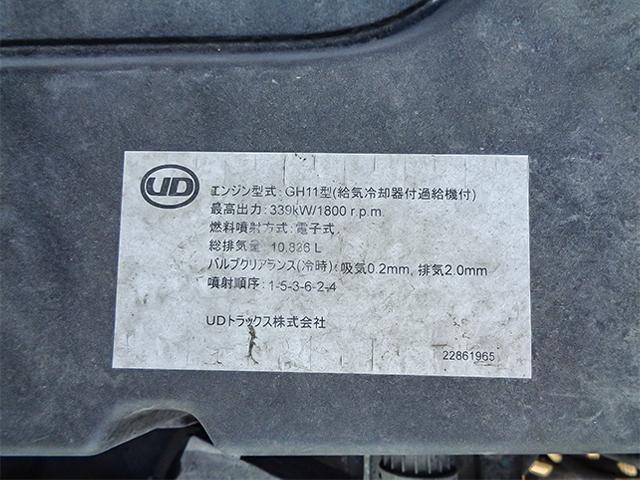 UD
エンジン型式:GH11型(給気冷却器付過給機付)
最高出力:339kW/1800 r.p.m.
燃料噴射方式:電子式
総排気量 10,836 L
バルブクリアランス(冷時):吸気0.2mm, 排気2.0mm
噴射順序:1-5-3-6-2-4
UDトラックス株式会社
22861965